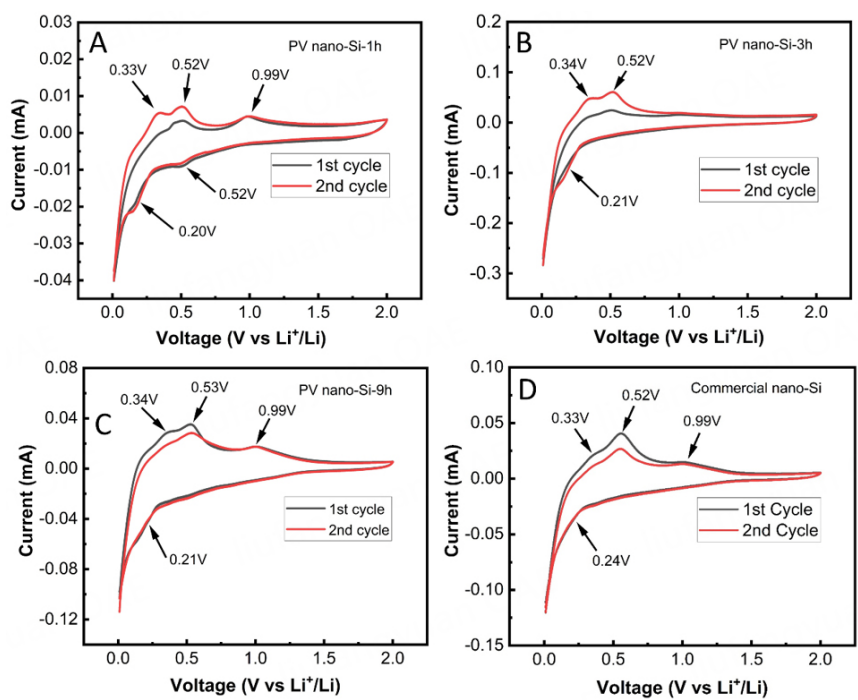 A
PV nano-Si-1h
0.33V
0.52V
0.99V
0.52V
0.20V
1st cycle
2nd cycle
0.03
0.02
0.01
0.00
-0.01
-0.02
-0.03
-0.04
Current (mA)
0.0 0.5 1.0 1.5 2.0
Voltage (V vs Li⁺/Li)
B
PV nano-Si-3h
0.34V
0.52V
0.21V
1st cycle
2nd cycle
0.3
0.2
0.1
0.0
-0.1
-0.2
-0.3
Current (mA)
0.0 0.5 1.0 1.5 2.0
Voltage (V vs Li⁺/Li)
C
PV nano-Si-9h
0.34V
0.53V
0.99V
0.21V
1st cycle
2nd cycle
0.08
0.04
0.00
-0.04
-0.08
-0.12
Current (mA)
0.0 0.5 1.0 1.5 2.0
Voltage (V vs Li⁺/Li)
D
Commercial nano-Si
0.33V
0.52V
0.99V
0.24V
1st Cycle
2nd Cycle
0.10
0.05
0.00
-0.05
-0.10
-0.15
Current (mA)
0.0 0.5 1.0 1.5 2.0
Voltage (V vs Li⁺/Li)